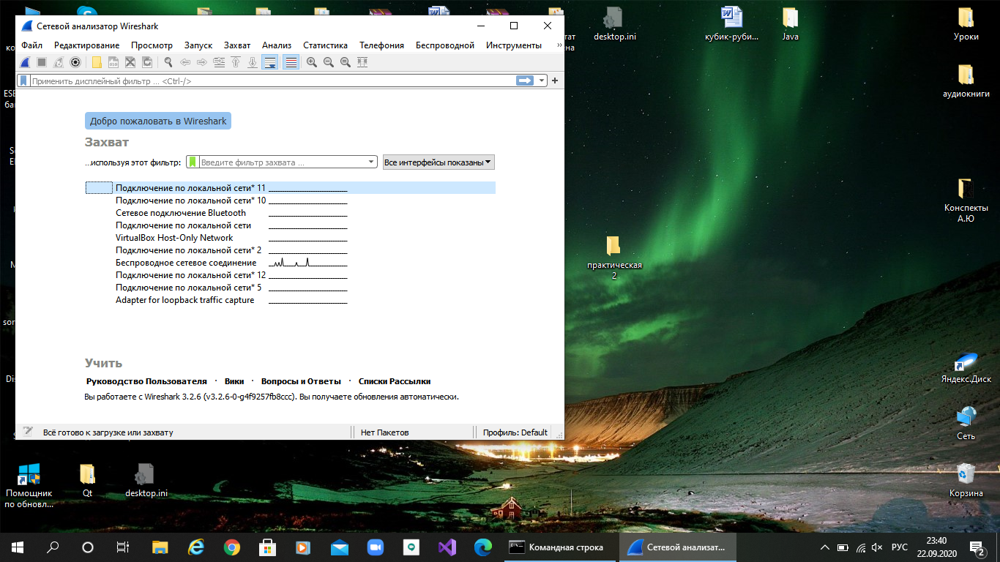 Сетевой анализатор Wireshark
Файл Редактирование Просмотр Запуск Захват Анализ Статистика Телефония Беспроводной Инструменты »
Применить дисплейный фильтр ... <Ctrl-/>
Добро пожаловать в Wireshark
Захват
...используя этот фильтр: Введите фильтр захвата ... Все интерфейсы показаны
Подключение по локальной сети* 11
Подключение по локальной сети* 10
Сетевое подключение Bluetooth
Подключение по локальной сети
VirtualBox Host-Only Network
Подключение по локальной сети* 2
Беспроводное сетевое соединение
Подключение по локальной сети* 12
Подключение по локальной сети* 5
Adapter for loopback traffic capture
Учить
Руководство Пользователя · Вики · Вопросы и Ответы · Списки Рассылки
Вы работаете с Wireshark 3.2.6 (v3.2.6-0-g4f9257fb8ccc). Вы получаете обновления автоматически.
Всё готово к загрузке или захвату Нет Пакетов Профиль: Default
desktop.ini
кубик-руби...
Java
Уроки
аудиокниги
Конспекты
А.Ю
практическая
2
Яндекс.Диск
Сеть
Корзина
Помощник
по обновл...
Qt
desktop.ini
Командная строка
Сетевой анализат...
РУС
23:40
22.09.2020
2